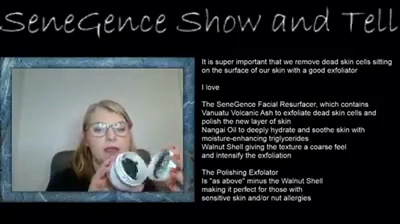 SeneGence Show and Tell
It is super important that we remove dead skin cells sitting
on the surface of our skin with a good exfoliator
I love
The SeneGence Facial Resurfacer, which contains
Vanuatu Volcanic Ash to exfoliate dead skin cells and
polish the new layer of skin
Nangai Oil to deeply hydrate and soothe skin with
moisture-enhancing triglycerides
Walnut Shell giving the texture a coarse feel
and intensify the exfoliation
The Polishing Exfolator
Is "as above" minus the Walnut Shell
making it perfect for those with
sensitive skin and/or nut allergies